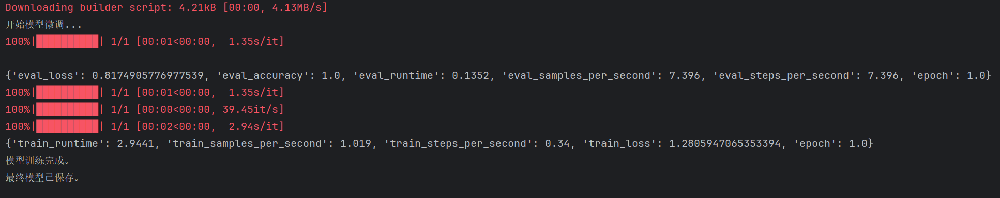 Downloading builder script: 4.21kB [00:00, 4.13MB/s]
开始模型微调...
100%|██████████| 1/1 [00:01<00:00,  1.35s/it]
{'eval_loss': 0.8174905776977539, 'eval_accuracy': 1.0, 'eval_runtime': 0.1352, 'eval_samples_per_second': 7.396, 'eval_steps_per_second': 7.396, 'epoch': 1.0}
100%|██████████| 1/1 [00:01<00:00,  1.35s/it]
100%|██████████| 1/1 [00:00<00:00, 39.45it/s]
100%|██████████| 1/1 [00:02<00:00,  2.94s/it]
{'train_runtime': 2.9441, 'train_samples_per_second': 1.019, 'train_steps_per_second': 0.34, 'train_loss': 1.2805947065353394, 'epoch': 1.0}
模型训练完成。
最终模型已保存。